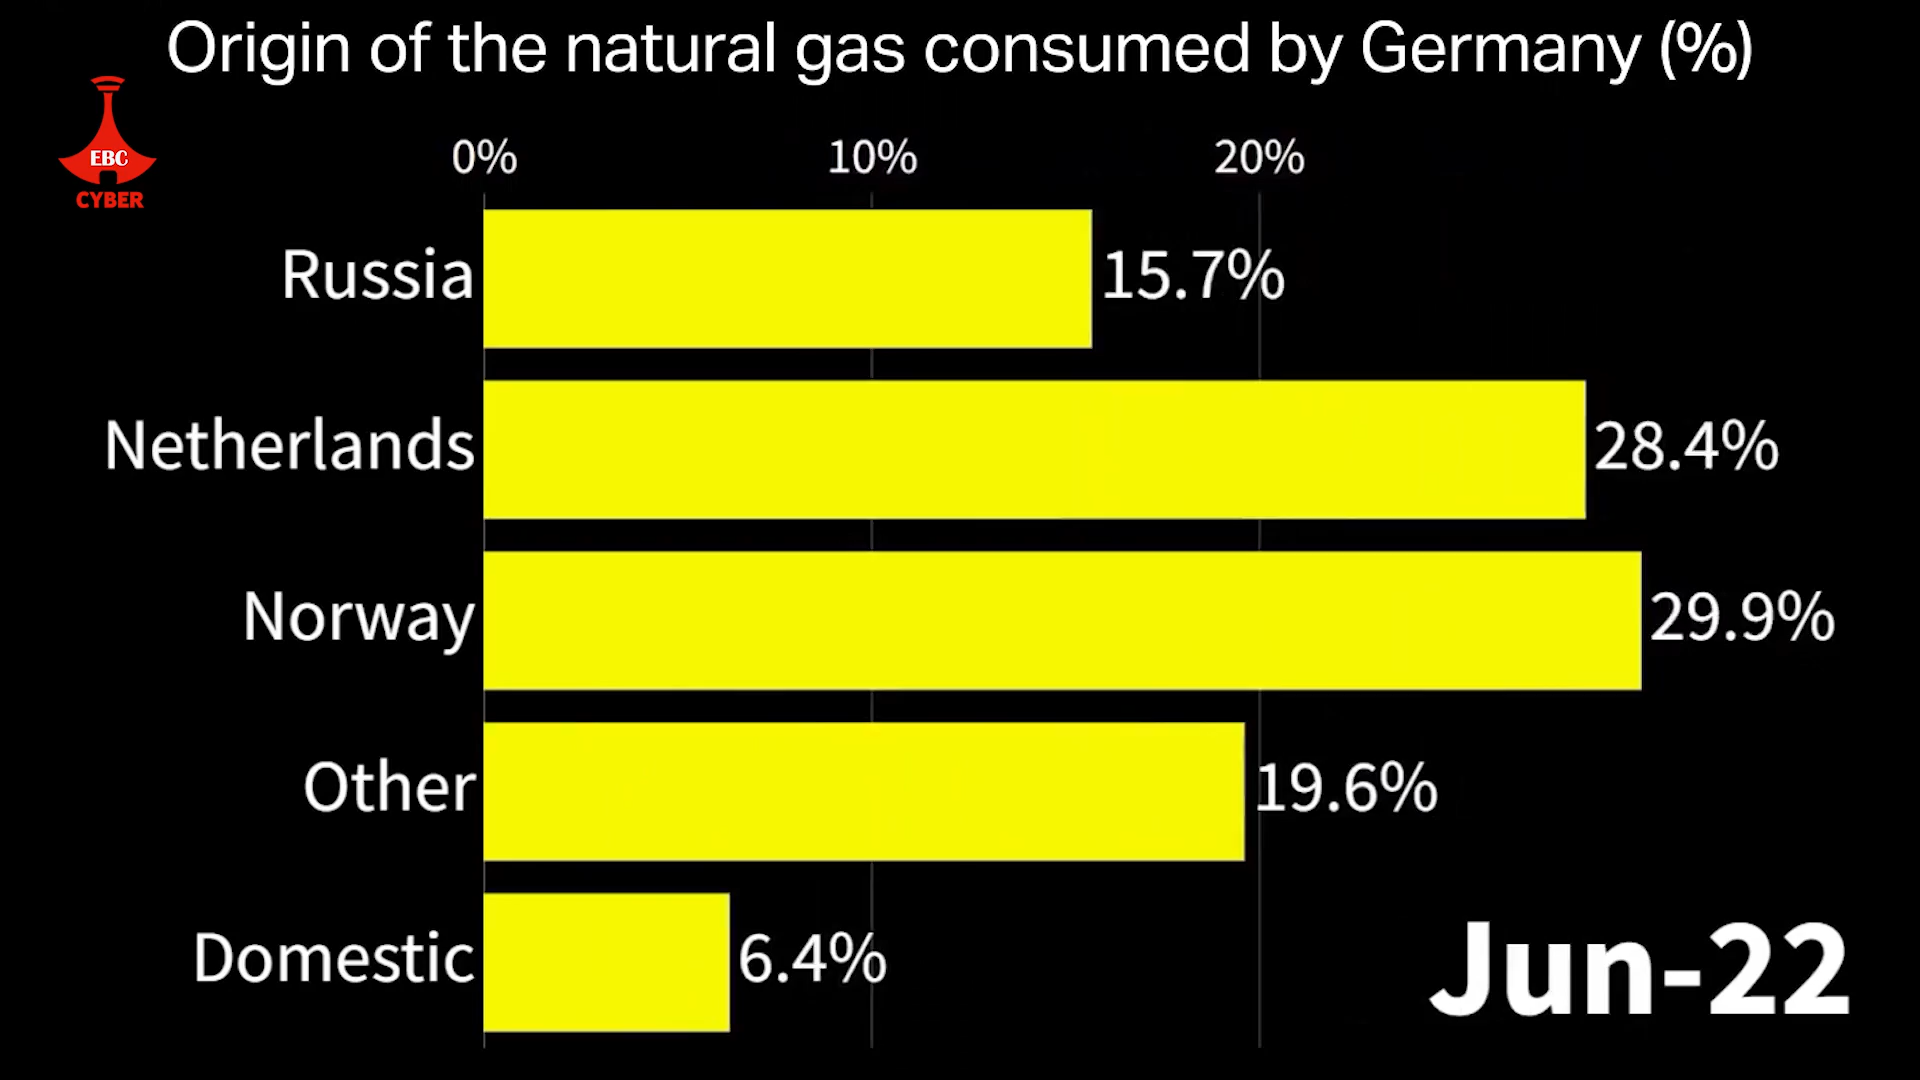 Origin of the natural gas consumed by Germany (%)
EBC
CYBER
0% 10% 20%
Russia 15.7%
Netherlands 28.4%
Norway 29.9%
Other 19.6%
Domestic 6.4%
Jun-22